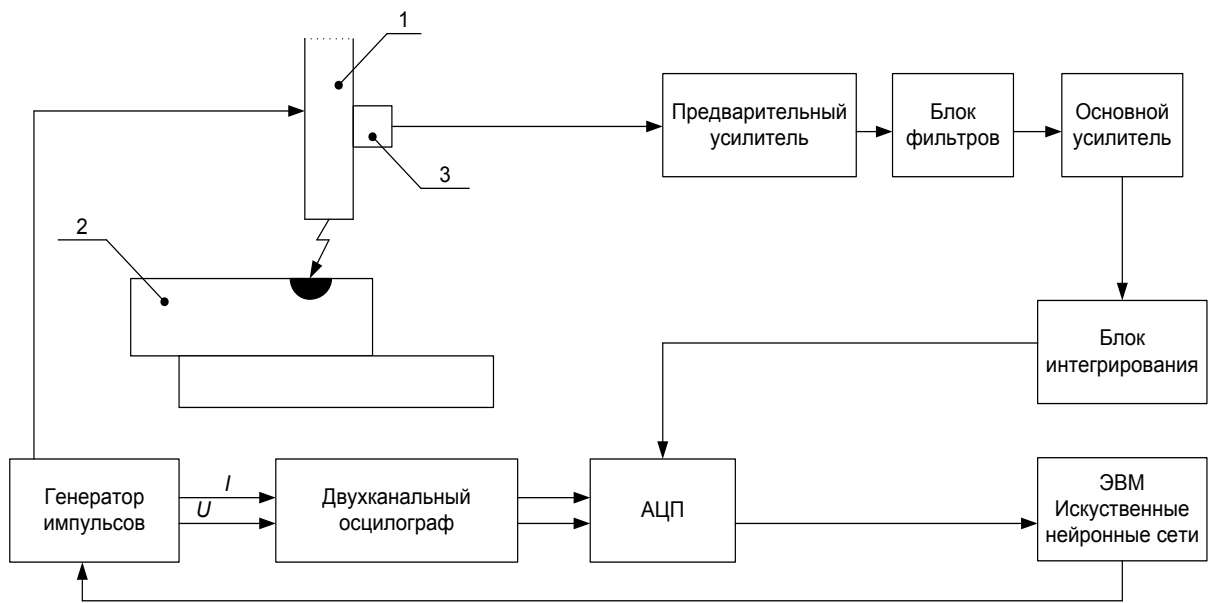 1
Предварительный
усилитель
Блок
фильтров
Основной
усилитель
3
2
Блок
интегрирования
Генератор
импульсов
I
U
Двухканальный
осцилограф
АЦП
ЭВМ
Искуственные
нейронные сети